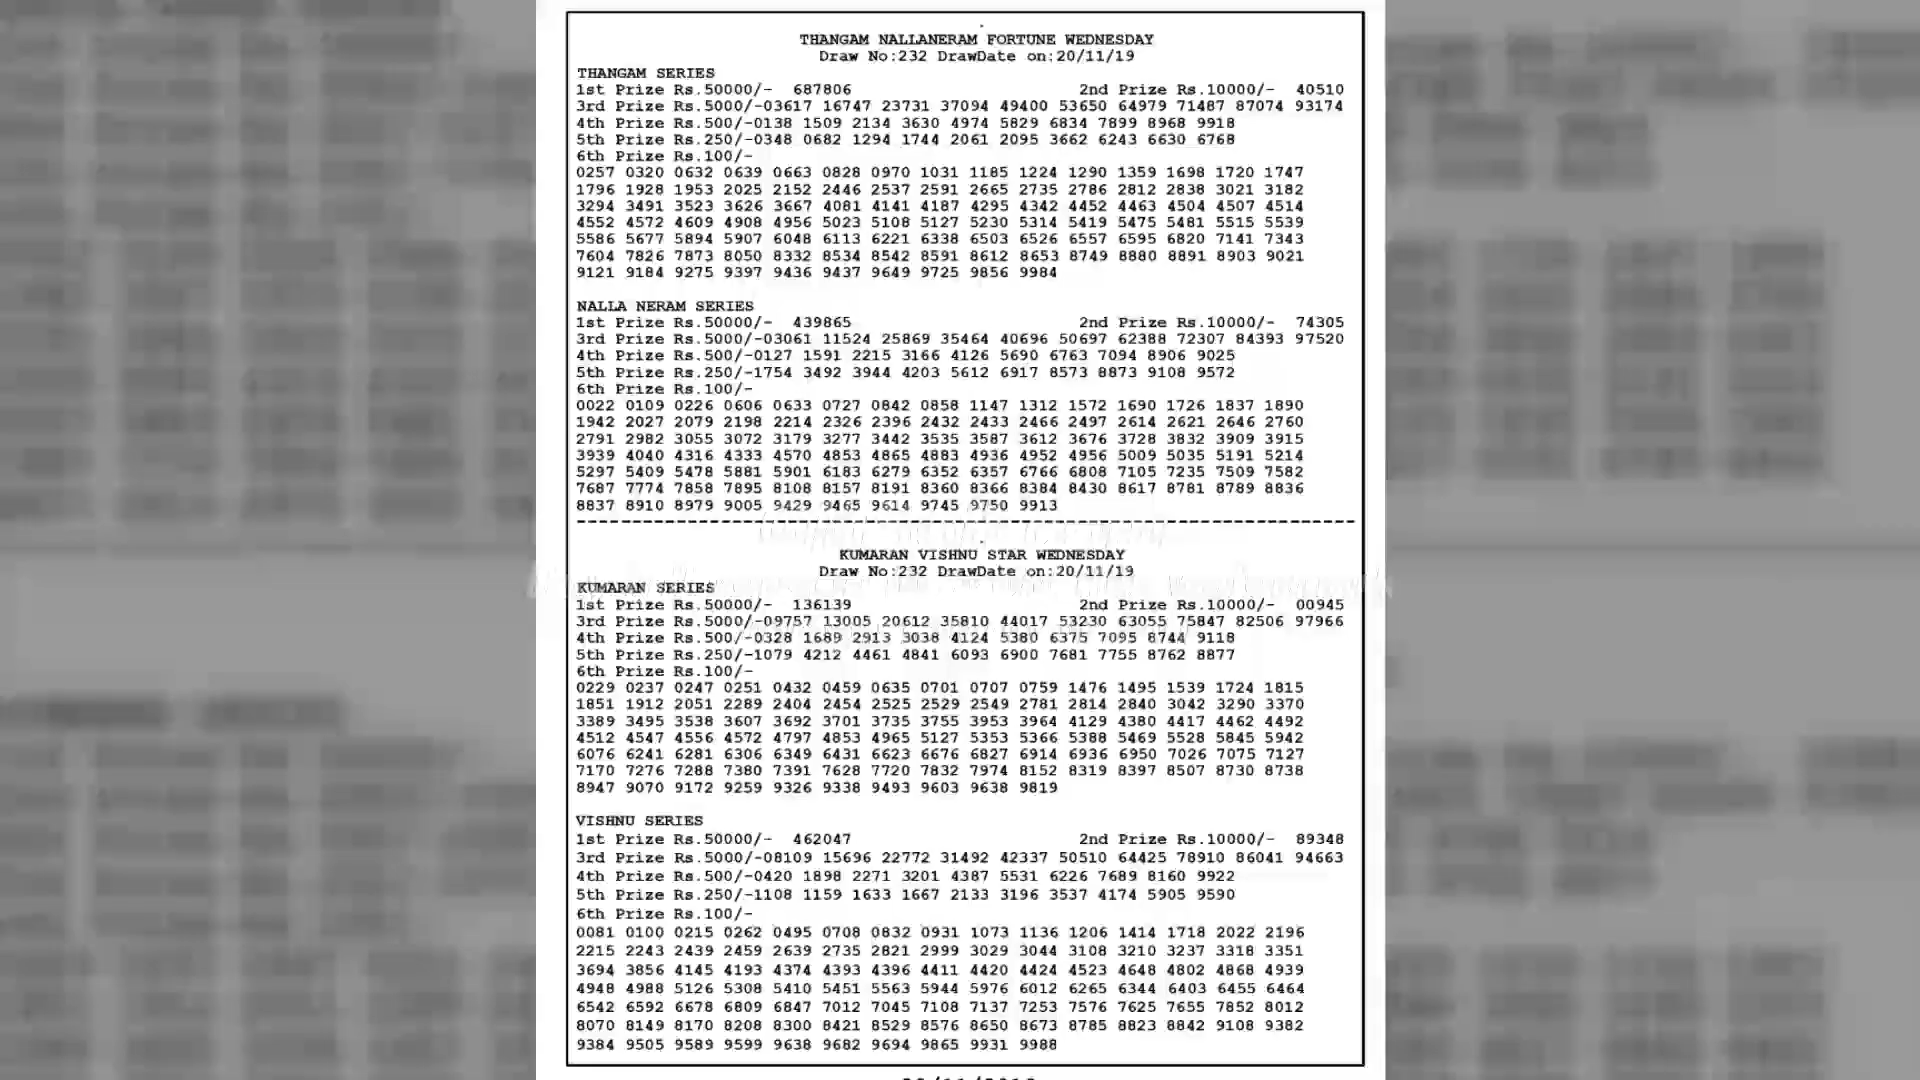 THANGAM NALLANERAM FORTUNE WEDNESDAY
Draw No:232 DrawDate on:20/11/19
THANGAM SERIES
1st Prize Rs.50000/- 687806 2nd Prize Rs.10000/- 40510
3rd Prize Rs.5000/-03617 16747 23731 37094 49400 53650 64979 71487 87074 93174
4th Prize Rs.500/-0138 1509 2134 3630 4974 5829 6834 7899 8968 9918
5th Prize Rs.250/-0348 0682 1294 1744 2061 2095 3662 6243 6630 6768
6th Prize Rs.100/-
0257 0320 0632 0639 0663 0828 0970 1031 1185 1224 1290 1359 1698 1720 1747
1796 1928 1953 2025 2152 2446 2537 2591 2665 2735 2786 2812 2838 3021 3182
3294 3491 3523 3626 3667 4081 4141 4187 4295 4342 4452 4463 4504 4507 4514
4552 4572 4609 4908 4956 5023 5108 5127 5230 5314 5419 5475 5481 5515 5539
5586 5677 5894 5907 6048 6113 6221 6338 6503 6526 6557 6595 6820 7141 7343
7604 7826 7873 8050 8332 8534 8542 8591 8612 8653 8749 8880 8891 8903 9021
9121 9184 9275 9397 9436 9437 9649 9725 9856 9984
NALLA NERAM SERIES
1st Prize Rs.50000/- 439865 2nd Prize Rs.10000/- 74305
3rd Prize Rs.5000/-03061 11524 25869 35464 40696 50697 62388 72307 84393 97520
4th Prize Rs.500/-0127 1591 2215 3166 4126 5690 6763 7094 8906 9025
5th Prize Rs.250/-1754 3492 3944 4203 5612 6917 8573 8873 9108 9572
6th Prize Rs.100/-
0022 0109 0226 0606 0633 0727 0842 0858 1147 1312 1572 1690 1726 1837 1890
1942 2027 2079 2198 2214 2326 2396 2432 2433 2466 2497 2614 2621 2646 2760
2791 2982 3055 3072 3179 3277 3442 3535 3587 3612 3676 3728 3832 3909 3915
3939 4040 4316 4333 4570 4853 4865 4883 4936 4952 4956 5009 5035 5191 5214
5297 5409 5478 5881 5901 6183 6279 6352 6357 6766 6808 7105 7235 7509 7582
7687 7774 7858 7895 8108 8157 8191 8360 8366 8384 8430 8617 8781 8789 8836
8837 8910 8979 9005 9429 9465 9614 9745 9750 9913
KUMARAN VISHNU STAR WEDNESDAY
Draw No:232 DrawDate on:20/11/19
KUMARAN SERIES
1st Prize Rs.50000/- 136139 2nd Prize Rs.10000/- 00945
3rd Prize Rs.5000/-09757 13005 20612 35810 44017 53230 63055 75847 82506 97966
4th Prize Rs.500/-0328 1689 2913 3038 4124 5380 6375 7095 8744 9118
5th Prize Rs.250/-1079 4212 4461 4841 6093 6900 7681 7755 8762 8877
6th Prize Rs.100/-
0229 0237 0247 0251 0432 0459 0635 0701 0707 0759 1476 1495 1539 1724 1815
1851 1912 2051 2289 2404 2454 2525 2529 2549 2781 2814 2840 3042 3290 3370
3389 3495 3538 3607 3692 3701 3735 3755 3953 3964 4129 4380 4417 4462 4492
4512 4547 4556 4572 4797 4853 4965 5127 5353 5366 5388 5469 5528 5845 5942
6076 6241 6281 6306 6349 6431 6623 6676 6827 6914 6936 6950 7026 7075 7127
7170 7276 7288 7380 7391 7628 7720 7832 7974 8152 8319 8397 8507 8730 8738
8947 9070 9172 9259 9326 9338 9493 9603 9638 9819
VISHNU SERIES
1st Prize Rs.50000/- 462047 2nd Prize Rs.10000/- 89348
3rd Prize Rs.5000/-08109 15696 22772 31492 42337 50510 64425 78910 86041 94663
4th Prize Rs.500/-0420 1898 2271 3201 4387 5531 6226 7689 8160 9922
5th Prize Rs.250/-1108 1159 1633 1667 2133 3196 3537 4174 5905 9590
6th Prize Rs.100/-
0081 0100 0215 0262 0495 0708 0832 0931 1073 1136 1206 1414 1718 2022 2196
2215 2243 2439 2459 2639 2735 2821 2999 3029 3044 3108 3210 3237 3318 3351
3694 3856 4145 4193 4374 4393 4396 4411 4420 4424 4523 4648 4802 4868 4939
4948 4988 5126 5308 5410 5451 5563 5944 5976 6012 6265 6344 6403 6455 6464
6542 6592 6678 6809 6847 7012 7045 7108 7137 7253 7576 7625 7655 7852 8012
8070 8149 8170 8208 8300 8421 8529 8576 8650 8673 8785 8823 8842 9108 9382
9384 9505 9589 9599 9638 9682 9694 9865 9931 9988